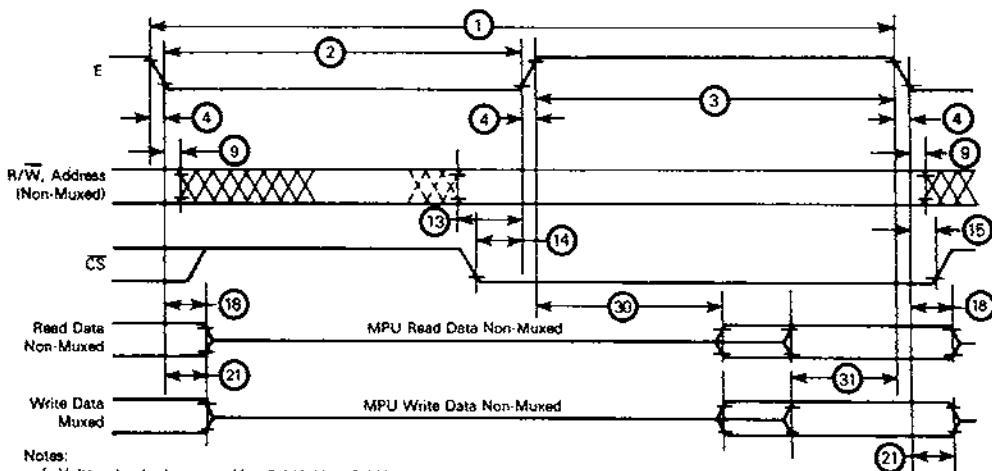 1
2
E
3
4
4
4
9
9
R/W, Address
(Non-Muxed)
13
14
15
CS
18
30
18
Read Data
Non-Muxed
MPU Read Data Non-Muxed
21
31
Write Data
Muxed
MPU Write Data Non-Muxed
Notes:
21